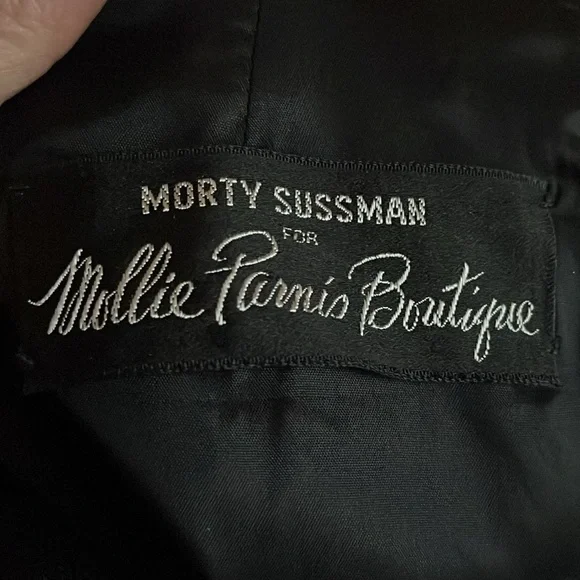 MORTY SUSSMAN
FOR
Mollie Parnis Boutique